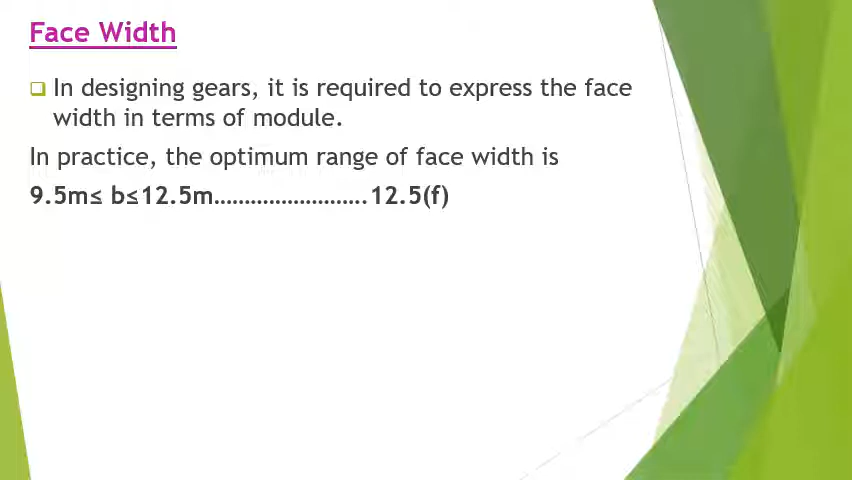 Face Width
In designing gears, it is required to express the face
width in terms of module.
In practice, the optimum range of face width is
9.5m≤ b≤12.5m……………………..12.5(f)